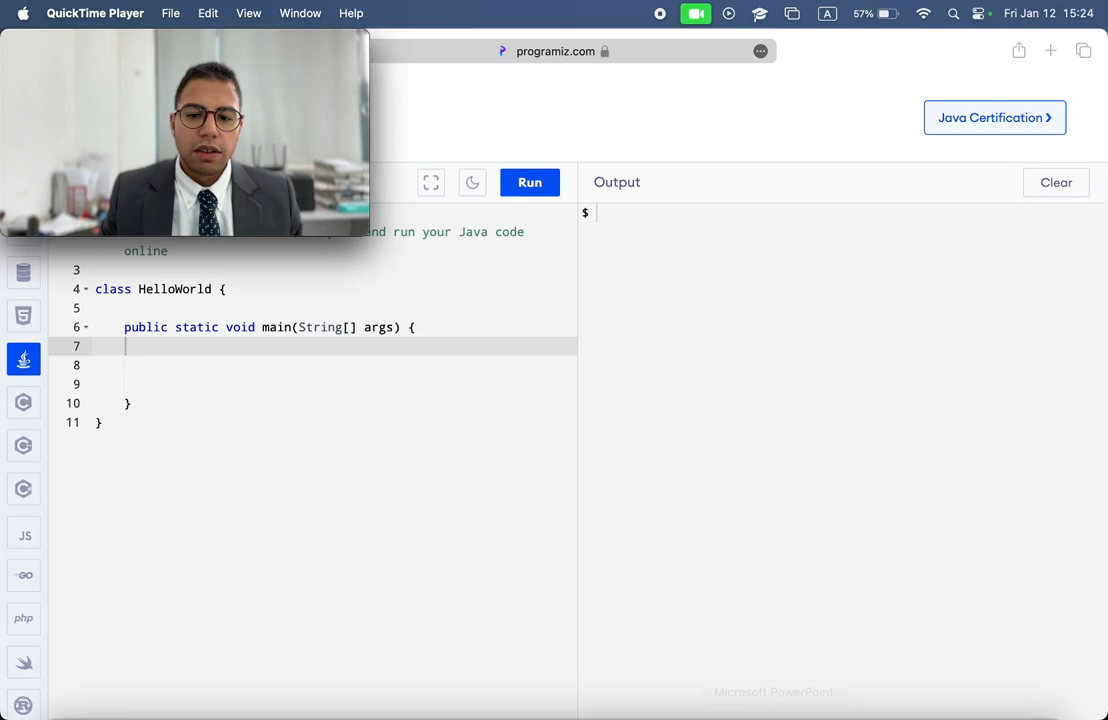 QuickTime Player File Edit View Window Help A 57% Fri Jan 12 15:24
programiz.com
Java Certification ›
Run Output Clear
and run your Java code $
online
3
4 class HelloWorld {
5
6 public static void main(String[] args) {
7
8
9
10 }
11 }
JS
GO
php
Microsoft PowerPoint